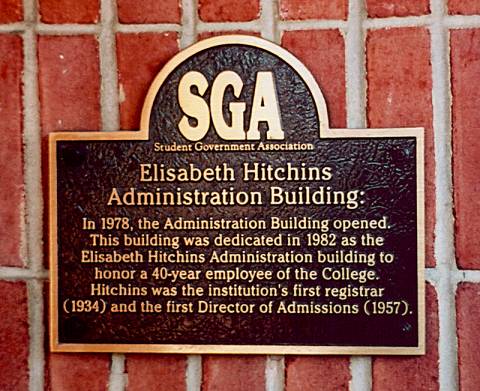 SGA
Student Government Association
Elisabeth Hitchins
Administration Building:
In 1978, the Administration Building opened.
This building was dedicated in 1982 as the
Elisabeth Hitchins Administration building to
honor a 40-year employee of the College.
Hitchins was the institution's first registrar
(1934) and the first Director of Admissions (1957).